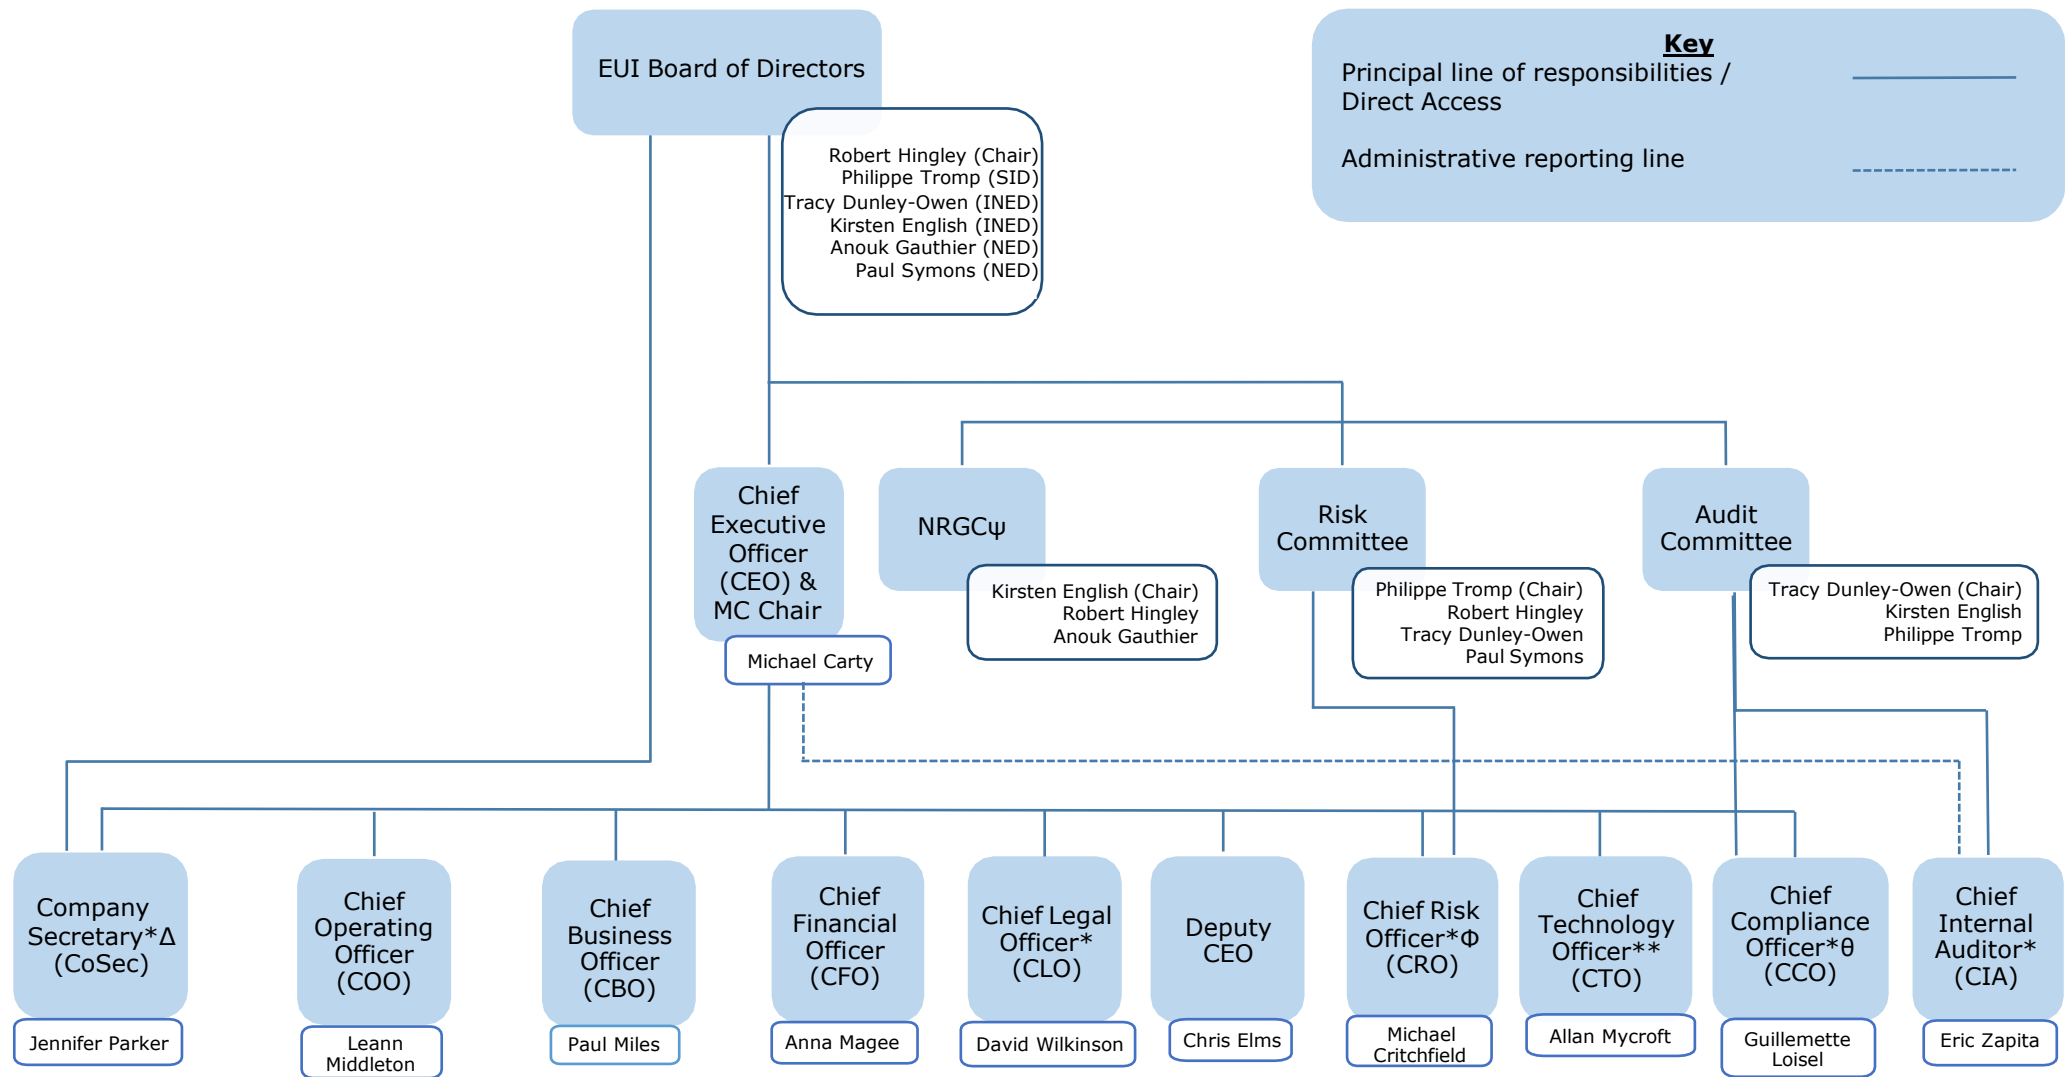 EUI Board of Directors
Robert Hingley (Chair)
Philippe Tromp (SID)
Tracy Dunley-Owen (INED)
Kirsten English (INED)
Anouk Gauthier (NED)
Paul Symons (NED)
Key
Principal line of responsibilities /
Direct Access
Administrative reporting line
Chief
Executive
Officer
(CEO) &
MC Chair
Michael Carty
NRGCψ
Kirsten English (Chair)
Robert Hingley
Anouk Gauthier
Risk
Committee
Philippe Tromp (Chair)
Robert Hingley
Tracy Dunley-Owen
Paul Symons
Audit
Committee
Tracy Dunley-Owen (Chair)
Kirsten English
Philippe Tromp
Company
Secretary*Δ
(CoSec)
Jennifer Parker
Chief
Operating
Officer
(COO)
Leann
Middleton
Chief
Business
Officer
(CBO)
Paul Miles
Chief
Financial
Officer
(CFO)
Anna Magee
Chief Legal
Officer*
(CLO)
David Wilkinson
Deputy
CEO
Chris Elms
Chief Risk
Officer*Φ
(CRO)
Michael
Critchfield
Chief
Technology
Officer**
(CTO)
Allan Mycroft
Chief
Compliance
Officer*θ
(CCO)
Guillemette
Loisel
Chief
Internal
Auditor*
(CIA)
Eric Zapita